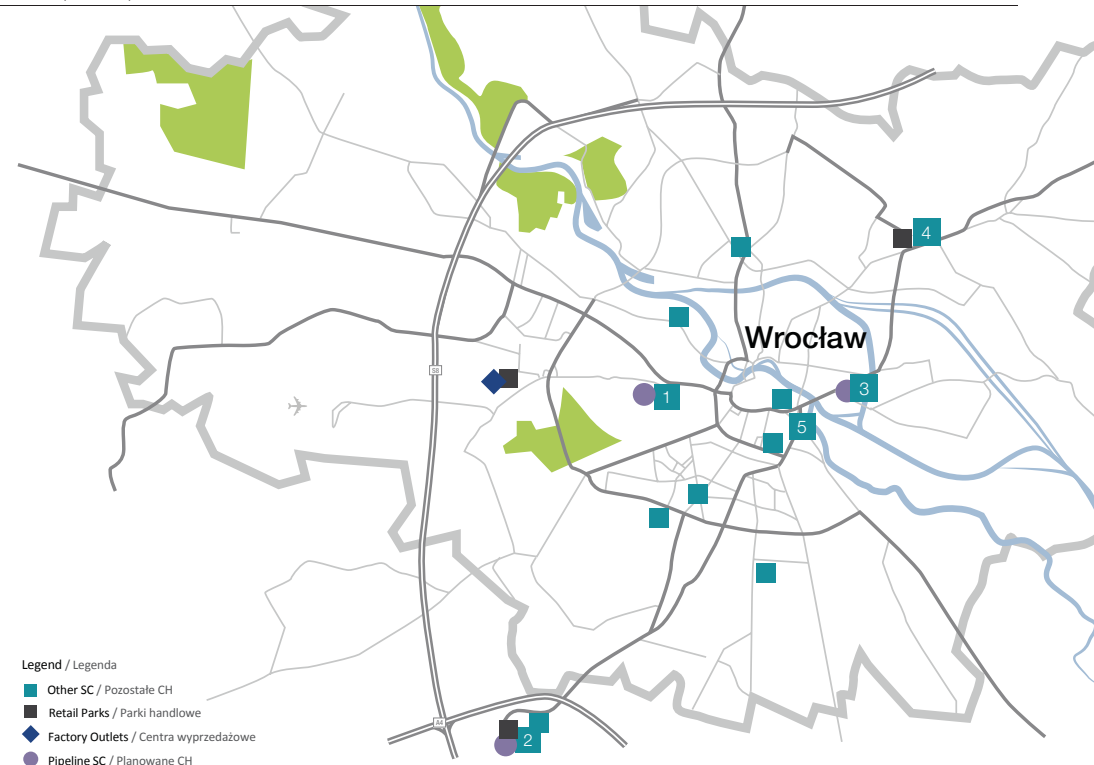 4
Wrocław
S8
1
3
5
A4
2
Legend / Legenda
Other SC / Pozostałe CH
Retail Parks / Parki handlowe
Factory Outlets / Centra wyprzedażowe
Pipeline SC / Planowane CH